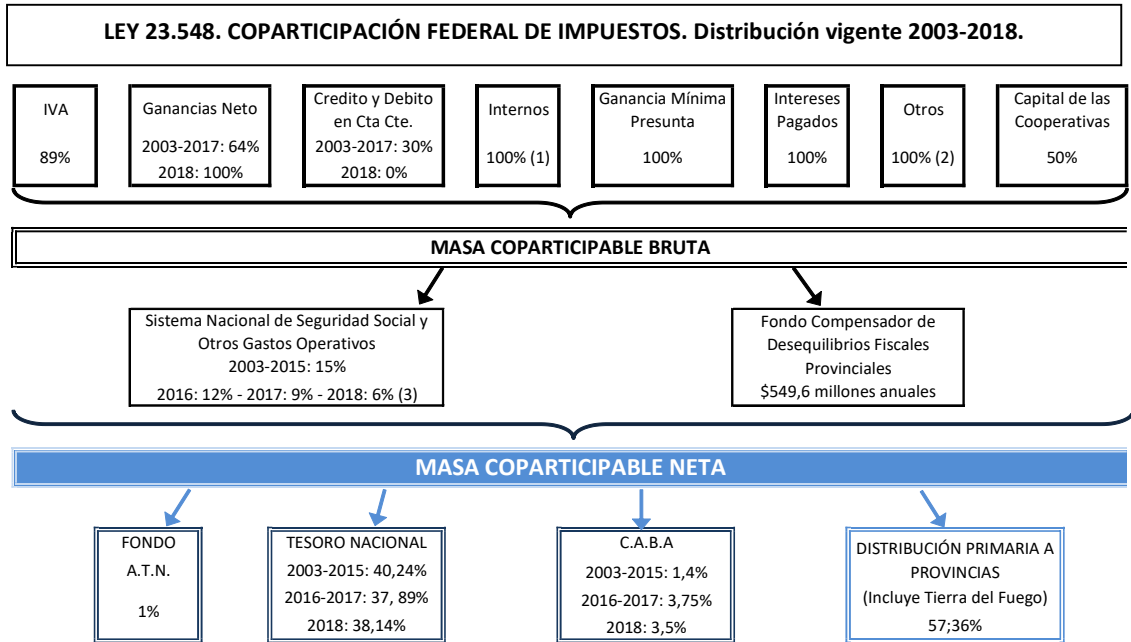 LEY 23.548. COPARTICIPACIÓN FEDERAL DE IMPUESTOS. Distribución vigente 2003-2018.
IVA
89%
Ganancias Neto
2003-2017: 64%
2018: 100%
Credito y Debito
en Cta Cte.
2003-2017: 30%
2018: 0%
Internos
100% (1)
Ganancia Mínima
Presunta
100%
Intereses
Pagados
100%
Otros
100% (2)
Capital de las
Cooperativas
50%
MASA COPARTICIPABLE BRUTA
Sistema Nacional de Seguridad Social y
Otros Gastos Operativos
2003-2015: 15%
2016: 12% - 2017: 9% - 2018: 6% (3)
Fondo Compensador de
Desequilibrios Fiscales
Provinciales
$549,6 millones anuales
MASA COPARTICIPABLE NETA
FONDO
A.T.N.
1%
TESORO NACIONAL
2003-2015: 40,24%
2016-2017: 37, 89%
2018: 38,14%
C.A.B.A
2003-2015: 1,4%
2016-2017: 3,75%
2018: 3,5%
DISTRIBUCIÓN PRIMARIA A
PROVINCIAS
(Incluye Tierra del Fuego)
57;36%